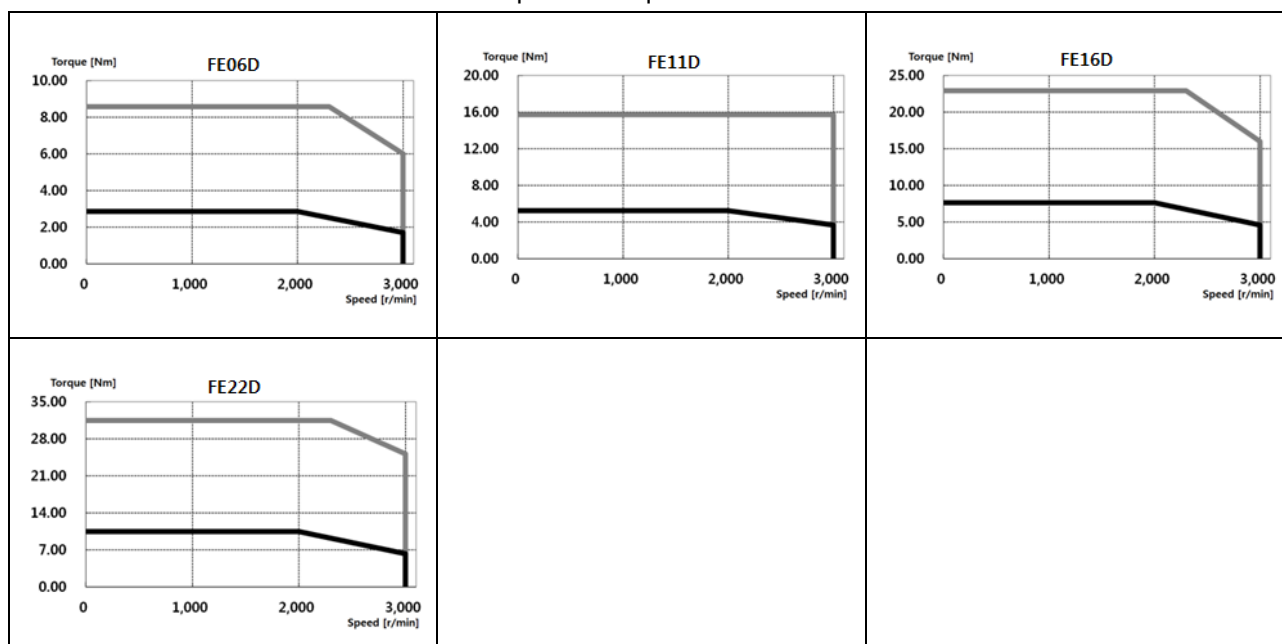 Torque [Nm]
FE06D
10.00
8.00
6.00
4.00
2.00
0.00
0 1,000 2,000 3,000
Speed [r/min]
Torque [Nm]
FE11D
20.00
16.00
12.00
8.00
4.00
0.00
0 1,000 2,000 3,000
Speed [r/min]
Torque [Nm]
FE16D
25.00
20.00
15.00
10.00
5.00
0.00
0 1,000 2,000 3,000
Speed [r/min]
Torque [Nm]
FE22D
35.00
28.00
21.00
14.00
7.00
0.00
0 1,000 2,000 3,000
Speed [r/min]